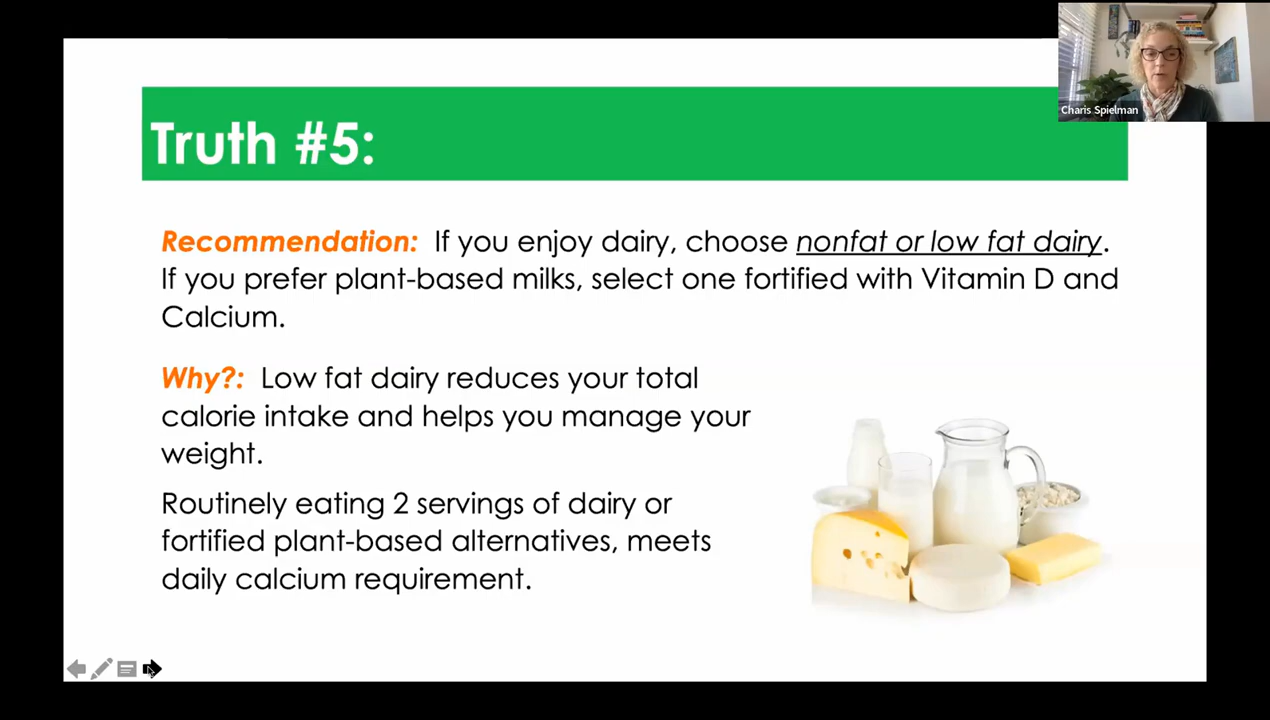 Charis Spielman
Truth #5:
Recommendation: If you enjoy dairy, choose nonfat or low fat dairy.
If you prefer plant-based milks, select one fortified with Vitamin D and
Calcium.
Why?: Low fat dairy reduces your total
calorie intake and helps you manage your
weight.
Routinely eating 2 servings of dairy or
fortified plant-based alternatives, meets
daily calcium requirement.